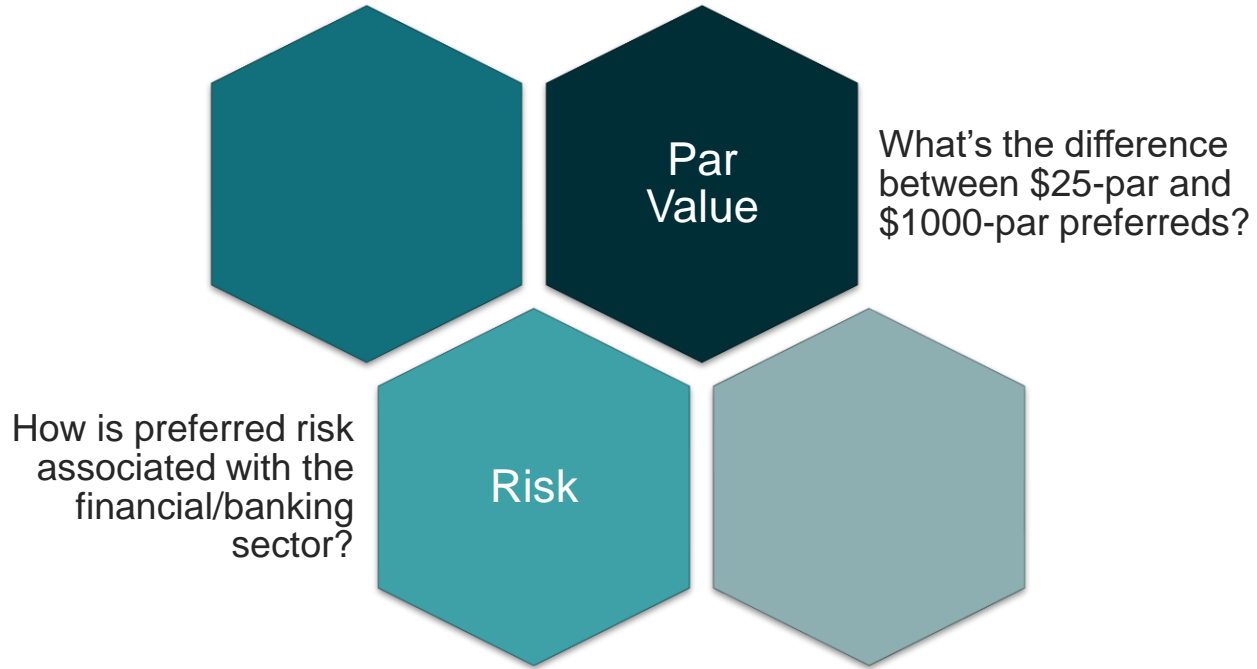 Par
Value
What’s the difference
between $25-par and
$1000-par preferreds?
How is preferred risk
associated with the
financial/banking
sector?
Risk